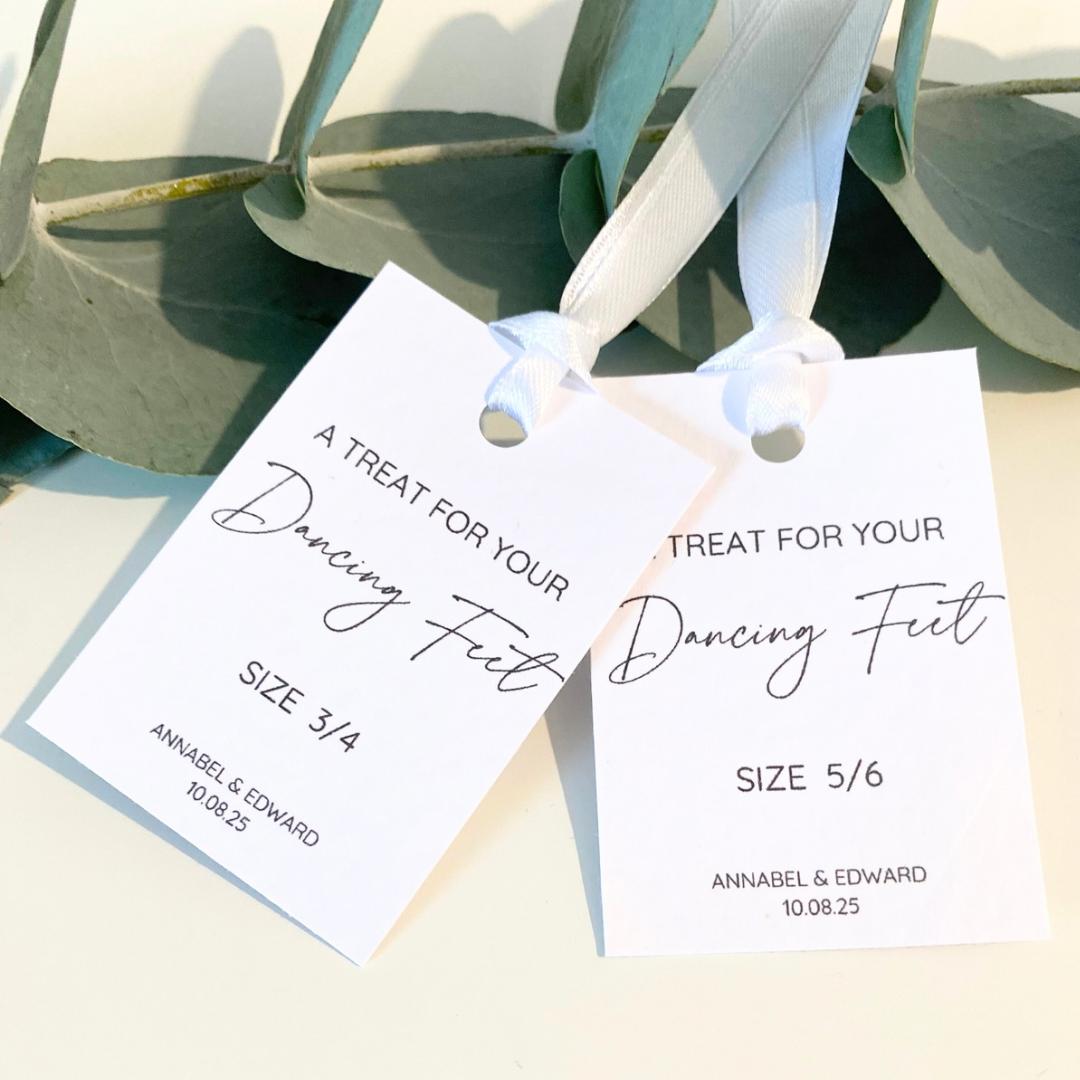 A TREAT FOR YOUR
Dancing Feet
SIZE 3/4
ANNABEL & EDWARD
10.08.25
TREAT FOR YOUR
Dancing Feet
SIZE 5/6
ANNABEL & EDWARD
10.08.25